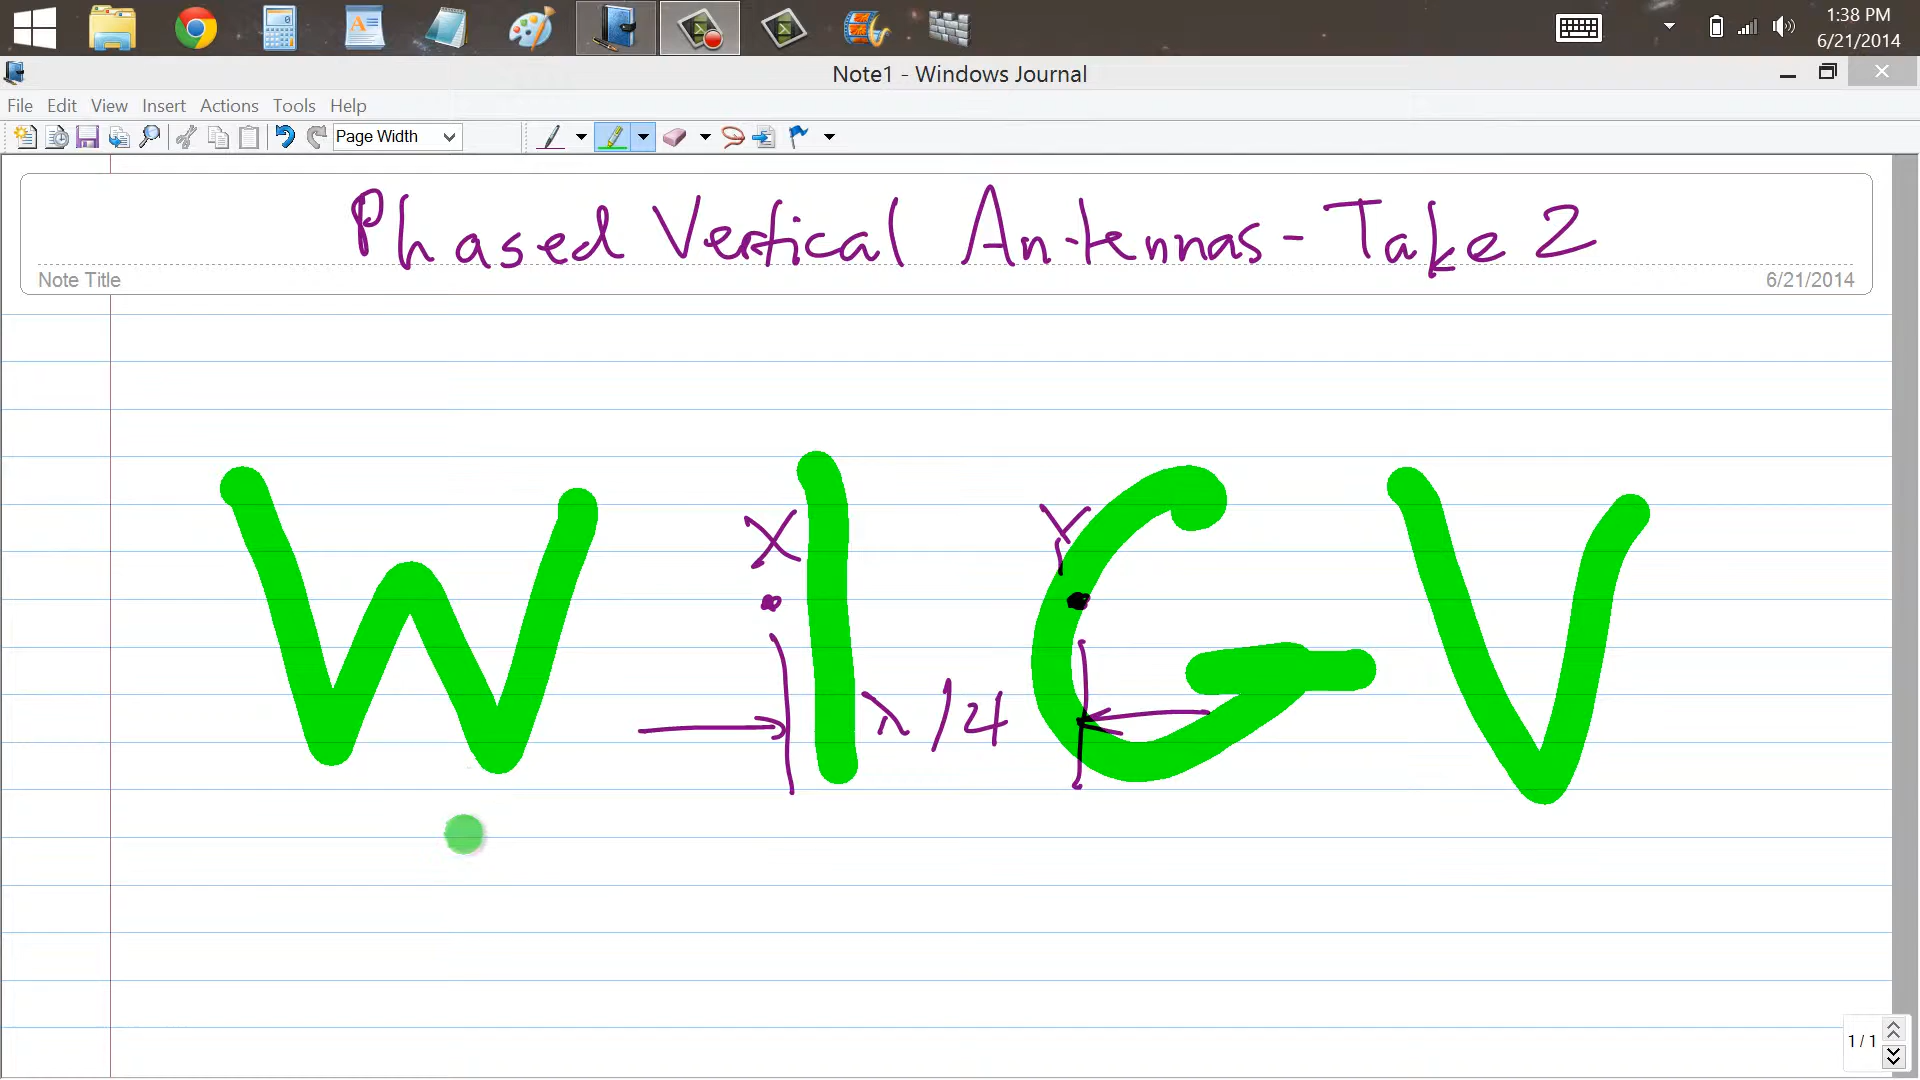 1:38 PM
6/21/2014
Note1 - Windows Journal
File Edit View Insert Actions Tools Help
Page Width
Phased Vertical Antennas - Take 2
Note Title 6/21/2014
W1GV
X Y
λ/4
1 / 1